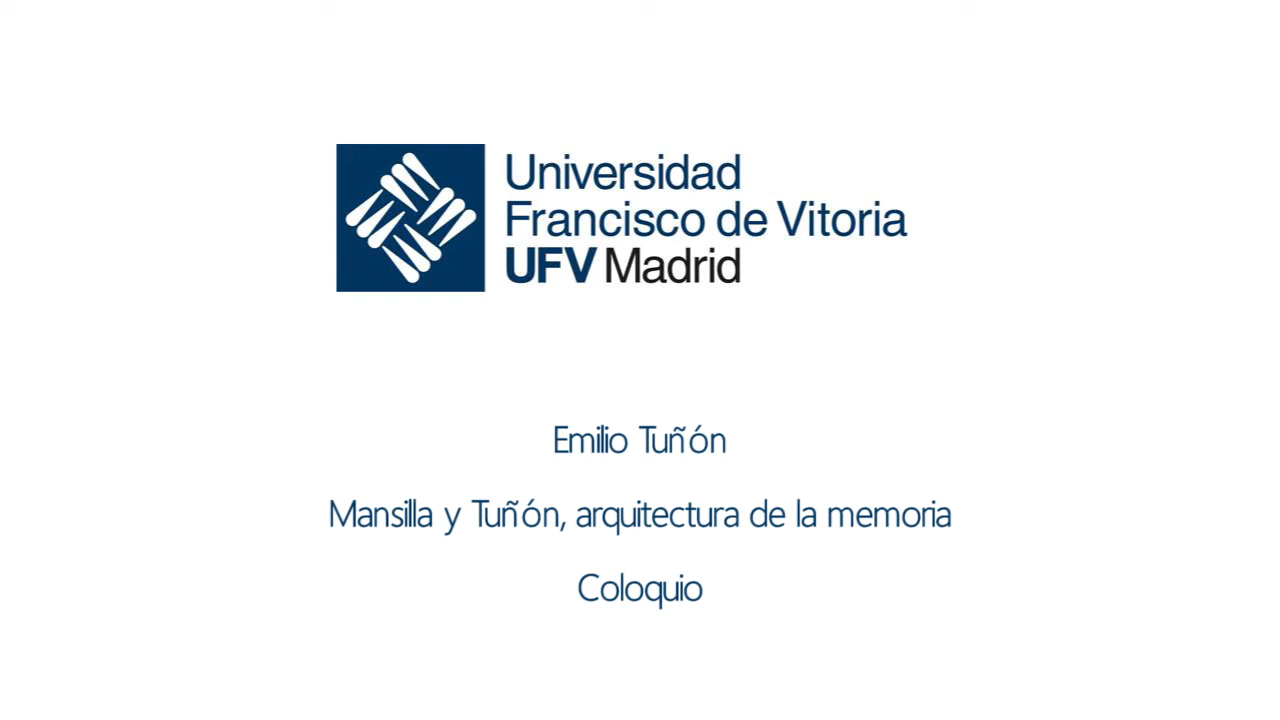 Universidad
Francisco de Vitoria
UFV Madrid
Emilio Tuñón
Mansilla y Tuñón, arquitectura de la memoria
Coloquio